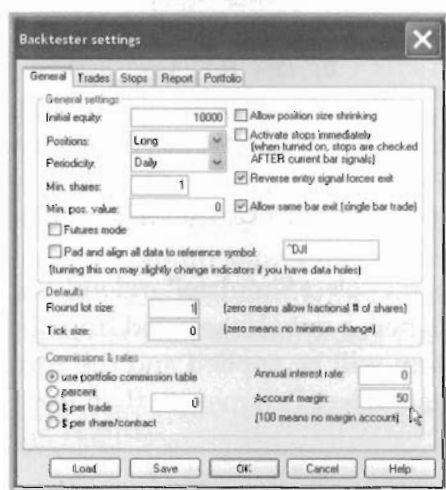 Backtester settings
General Trades Stops Report Portfolio
General settings
Initial equity: 10000
Positions: Long
Periodicity: Daily
Min. shares: 1
Min. pos. value: 0
Allow position size shrinking
Activate stops immediately
(when turned on, stops are checked
AFTER current bar signals)
Reverse entry signal forces exit
Allow same bar exit (single bar trade)
Futures mode
Pad and align all data to reference symbol: ^DJI
(turning this on may slightly change indicators if you have data holes)
Defaults
Round lot size: 1 (zero means allow fractional # of shares)
Tick size: 0 (zero means no minimum change)
Commissions & rates
use portfolio commission table
percent
$ per trade
$ per share/contract
0
Annual interest rate: 0
Account margin: 50
(100 means no margin account)
Load Save OK Cancel Help